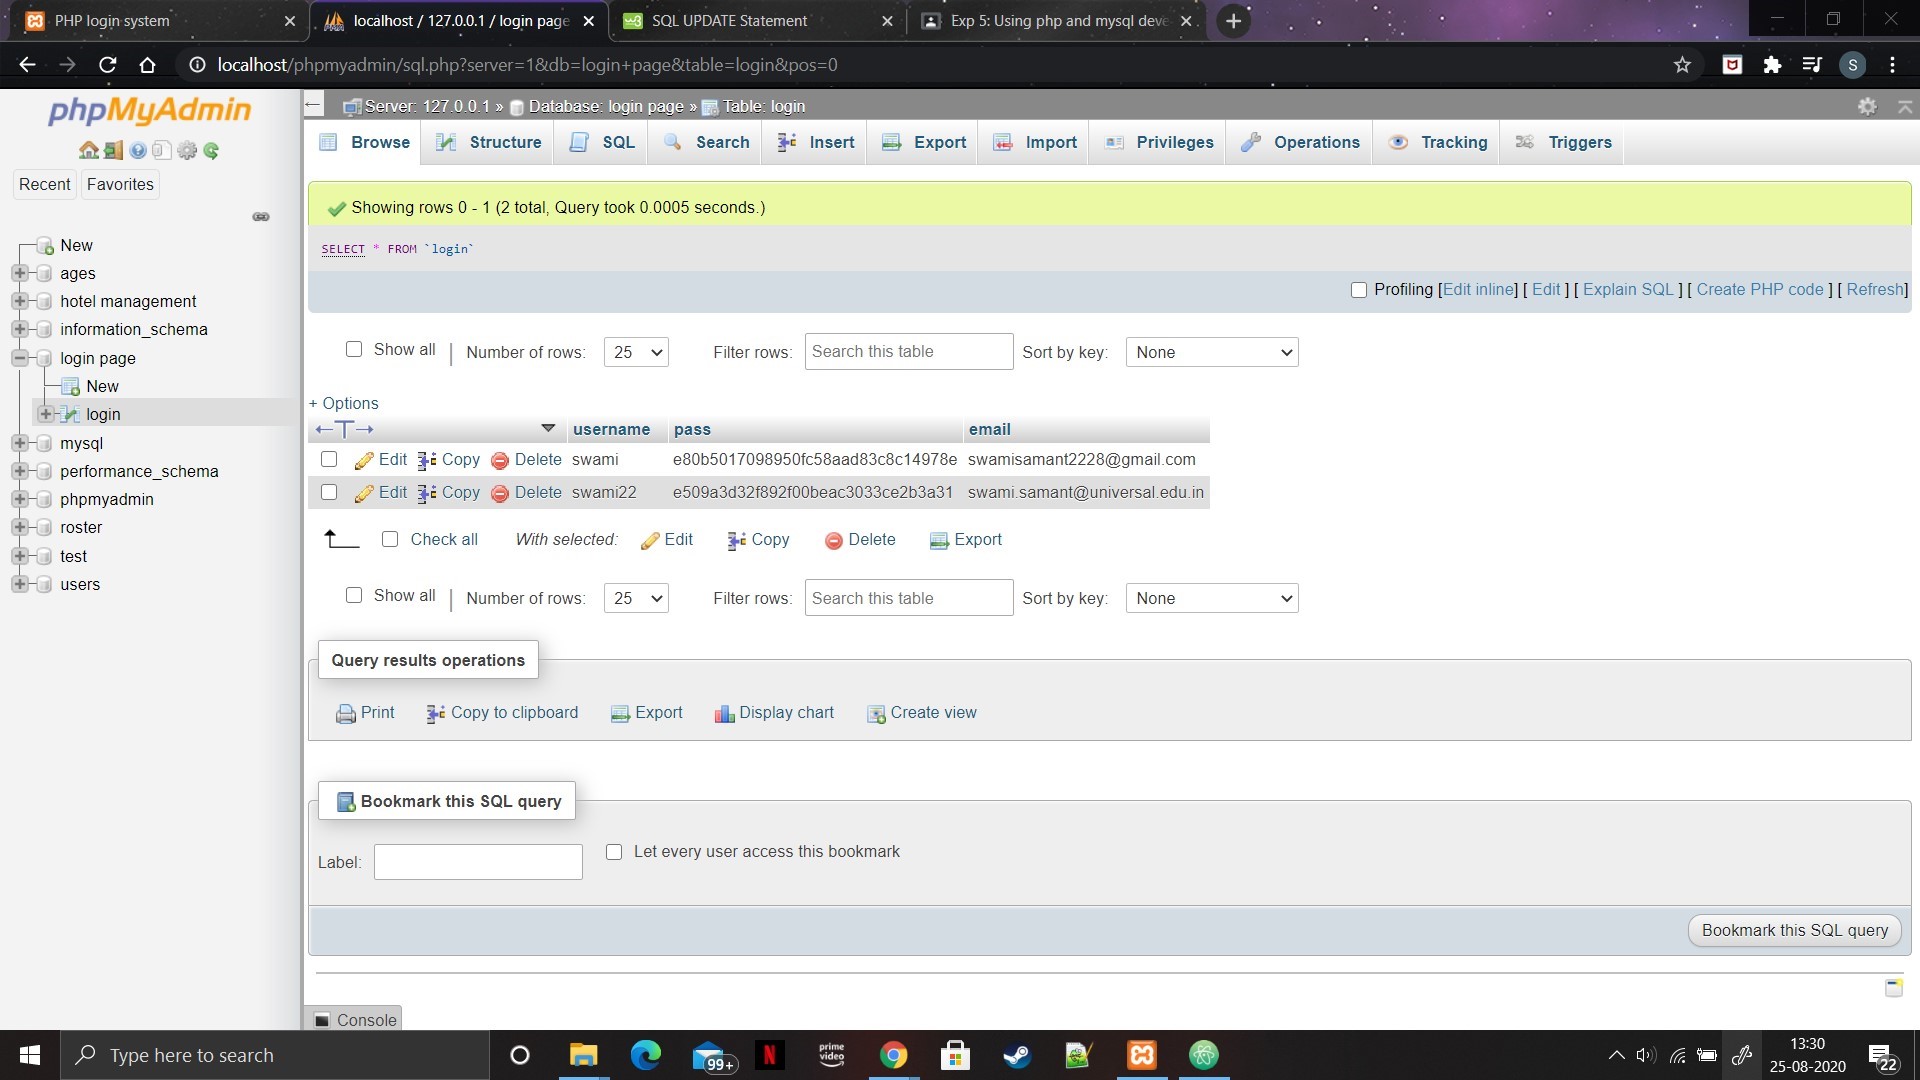 PHP login system
localhost / 127.0.0.1 / login page
SQL UPDATE Statement
Exp 5: Using php and mysql deve
localhost/phpmyadmin/sql.php?server=1&db=login+page&table=login&pos=0
S
phpMyAdmin
Recent
Favorites
New
ages
hotel management
information_schema
login page
New
login
mysql
performance_schema
phpmyadmin
roster
test
users
Server: 127.0.0.1 » Database: login page » Table: login
Browse
Structure
SQL
Search
Insert
Export
Import
Privileges
Operations
Tracking
Triggers
Showing rows 0 - 1 (2 total, Query took 0.0005 seconds.)
SELECT * FROM `login`
Profiling [Edit inline] [ Edit ] [ Explain SQL ] [ Create PHP code ] [ Refresh]
Show all | Number of rows: 25 Filter rows: Search this table Sort by key: None
+ Options
←T→ username pass email
Edit Copy Delete swami e80b5017098950fc58aad83c8c14978e swamisamant2228@gmail.com
Edit Copy Delete swami22 e509a3d32f892f00beac3033ce2b3a31 swami.samant@universal.edu.in
Check all With selected: Edit Copy Delete Export
Show all | Number of rows: 25 Filter rows: Search this table Sort by key: None
Query results operations
Print Copy to clipboard Export Display chart Create view
Bookmark this SQL query
Label: Let every user access this bookmark
Bookmark this SQL query
Console
Type here to search
99+
N
prime video
13:30
25-08-2020
22